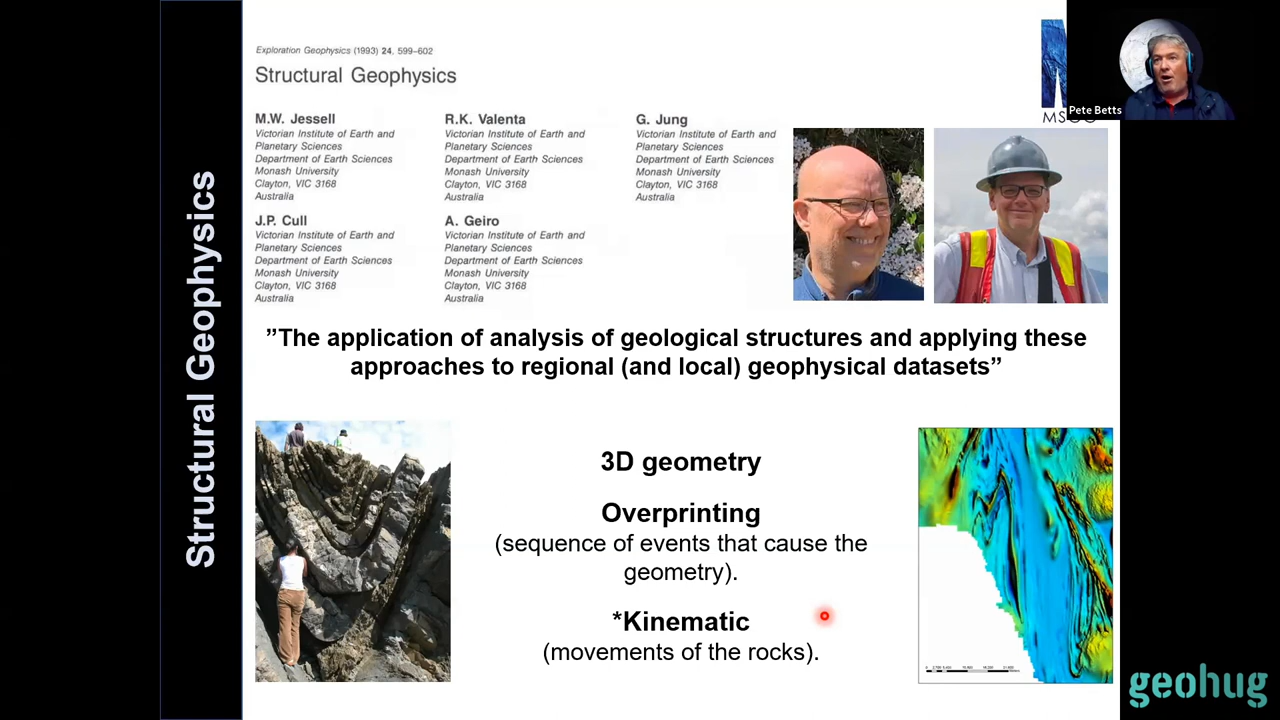 Structural Geophysics
Exploration Geophysics (1993) 24, 599–602
Structural Geophysics
M.W. Jessell
Victorian Institute of Earth and
Planetary Sciences
Department of Earth Sciences
Monash University
Clayton, VIC 3168
Australia
R.K. Valenta
Victorian Institute of Earth and
Planetary Sciences
Department of Earth Sciences
Monash University
Clayton, VIC 3168
Australia
G. Jung
Victorian Institute of Earth and
Planetary Sciences
Department of Earth Sciences
Monash University
Clayton, VIC 3168
Australia
J.P. Cull
Victorian Institute of Earth and
Planetary Sciences
Department of Earth Sciences
Monash University
Clayton, VIC 3168
Australia
A. Geiro
Victorian Institute of Earth and
Planetary Sciences
Department of Earth Sciences
Monash University
Clayton, VIC 3168
Australia
Pete Betts
”The application of analysis of geological structures and applying these
approaches to regional (and local) geophysical datasets”
3D geometry
Overprinting
(sequence of events that cause the
geometry).
*Kinematic
(movements of the rocks).
geohug